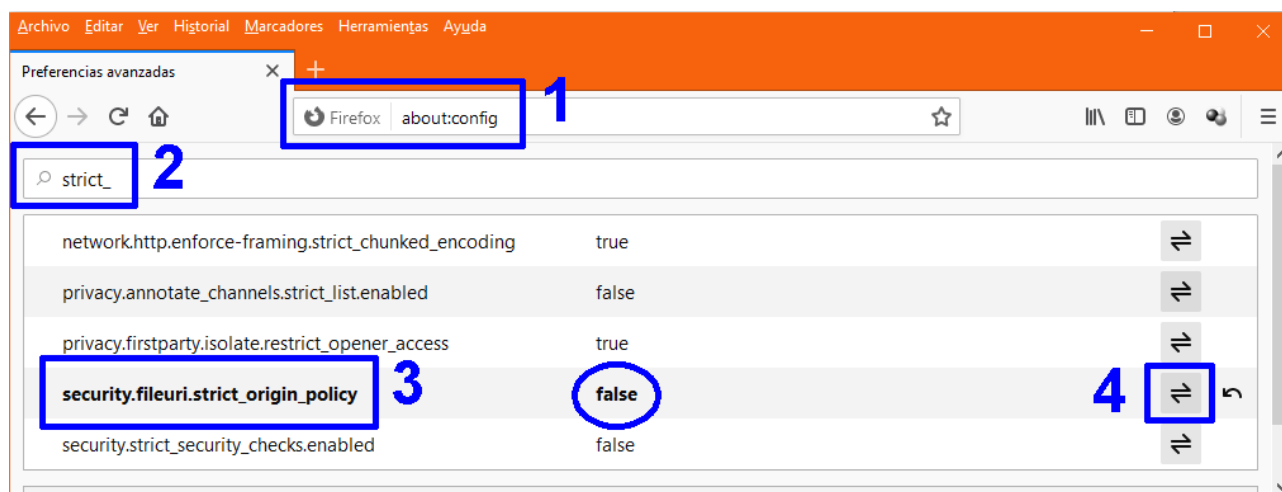 Archivo Editar Ver Historial Marcadores Herramientas Ayuda
Preferencias avanzadas
1
Firefox about:config
2
strict_
network.http.enforce-framing.strict_chunked_encoding true
privacy.annotate_channels.strict_list.enabled false
privacy.firstparty.isolate.restrict_opener_access true
security.fileuri.strict_origin_policy 3 false 4
security.strict_security_checks.enabled false